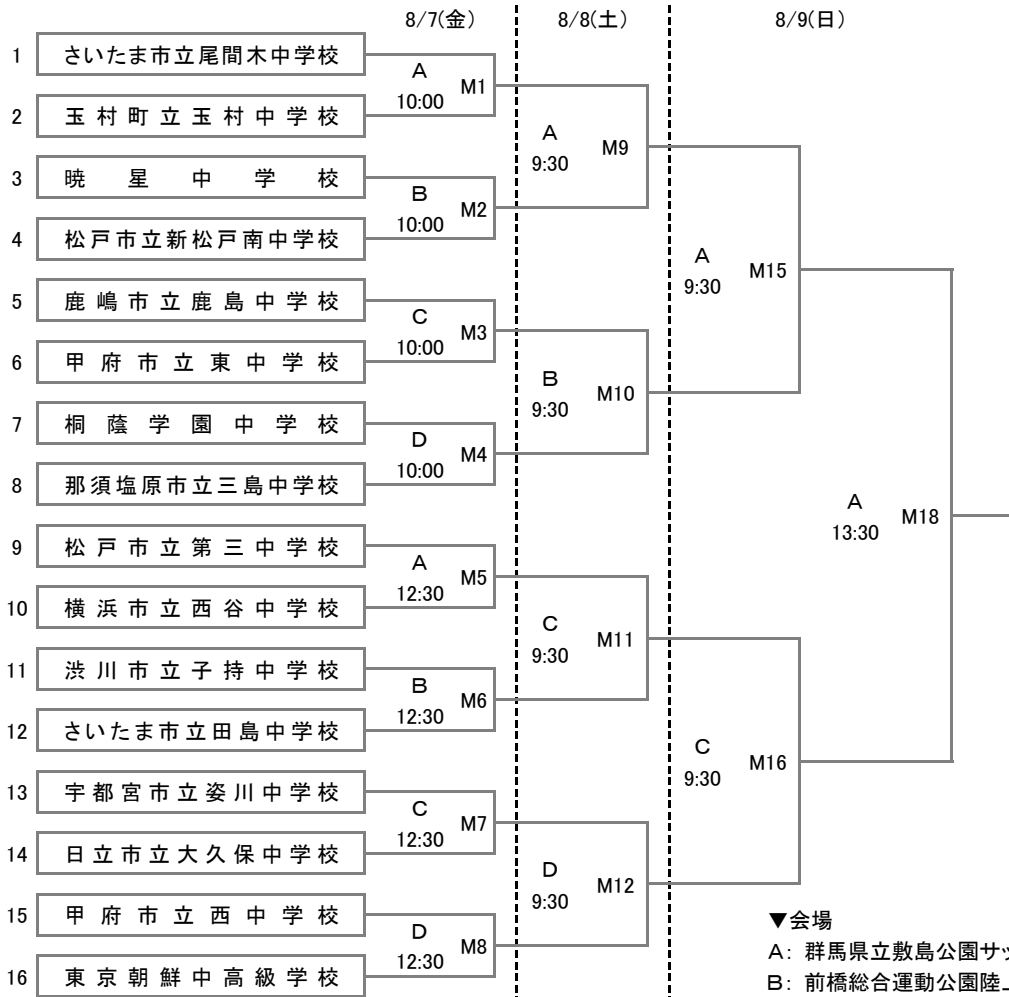 8/7(金) 8/8(土) 8/9(日)
1 さいたま市立尾間木中学校
A
10:00 M1
2 玉村町立玉村中学校
A
9:30 M9
3 暁星中学校
B
10:00 M2
4 松戸市立新松戸南中学校
A
9:30 M15
5 鹿嶋市立鹿島中学校
C
10:00 M3
6 甲府市立東中学校
B
9:30 M10
7 桐蔭学園中学校
D
10:00 M4
8 那須塩原市立三島中学校
A
13:30 M18
9 松戸市立第三中学校
A
12:30 M5
10 横浜市立西谷中学校
C
9:30 M11
11 渋川市立子持中学校
B
12:30 M6
12 さいたま市立田島中学校
C
9:30 M16
13 宇都宮市立姿川中学校
C
12:30 M7
14 日立市立大久保中学校
D
9:30 M12
15 甲府市立西中学校
D
12:30 M8
16 東京朝鮮中高級学校
▼会場
A: 群馬県立敷島公園サッ
B: 前橋総合運動公園陸上